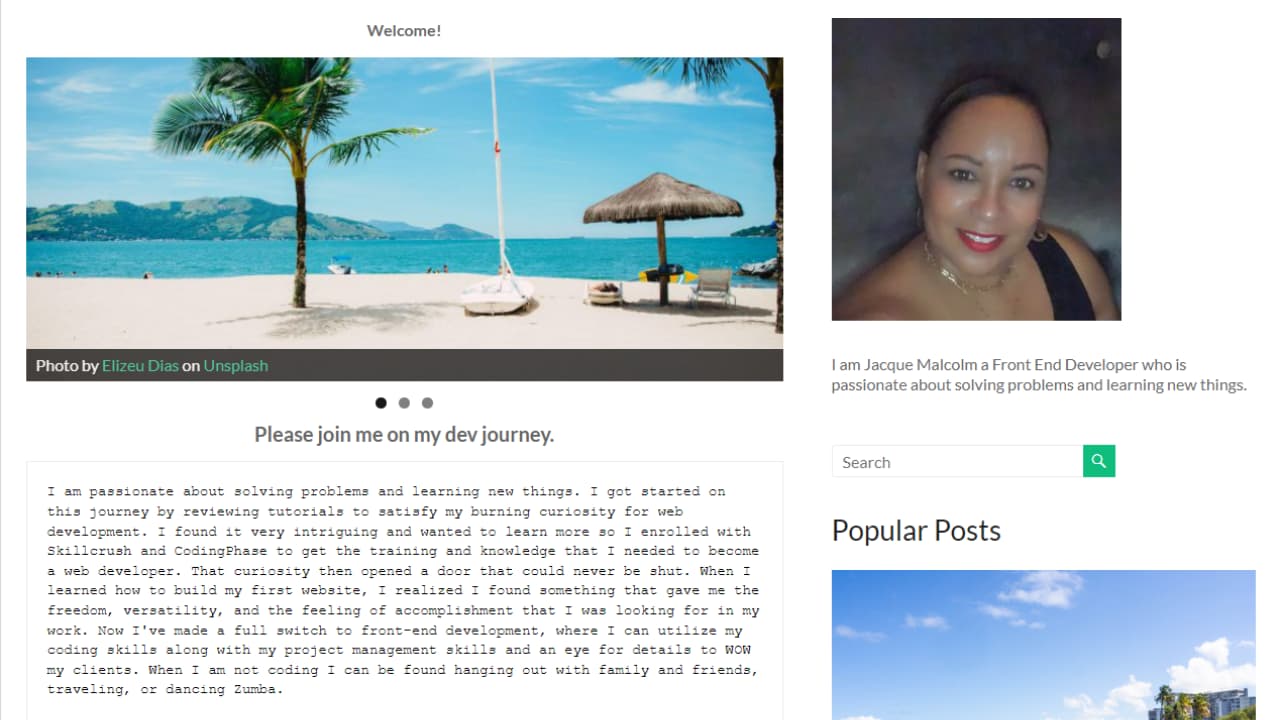 Welcome!
Photo by Elizeu Dias on Unsplash
Please join me on my dev journey.
I am passionate about solving problems and learning new things. I got started on
this journey by reviewing tutorials to satisfy my burning curiosity for web
development. I found it very intriguing and wanted to learn more so I enrolled with
Skillcrush and CodingPhase to get the training and knowledge that I needed to become
a web developer. That curiosity then opened a door that could never be shut. When I
learned how to build my first website, I realized I found something that gave me the
freedom, versatility, and the feeling of accomplishment that I was looking for in my
work. Now I've made a full switch to front-end development, where I can utilize my
coding skills along with my project management skills and an eye for details to WOW
my clients. When I am not coding I can be found hanging out with family and friends,
traveling, or dancing Zumba.
I am Jacque Malcolm a Front End Developer who is
passionate about solving problems and learning new things.
Search
Popular Posts